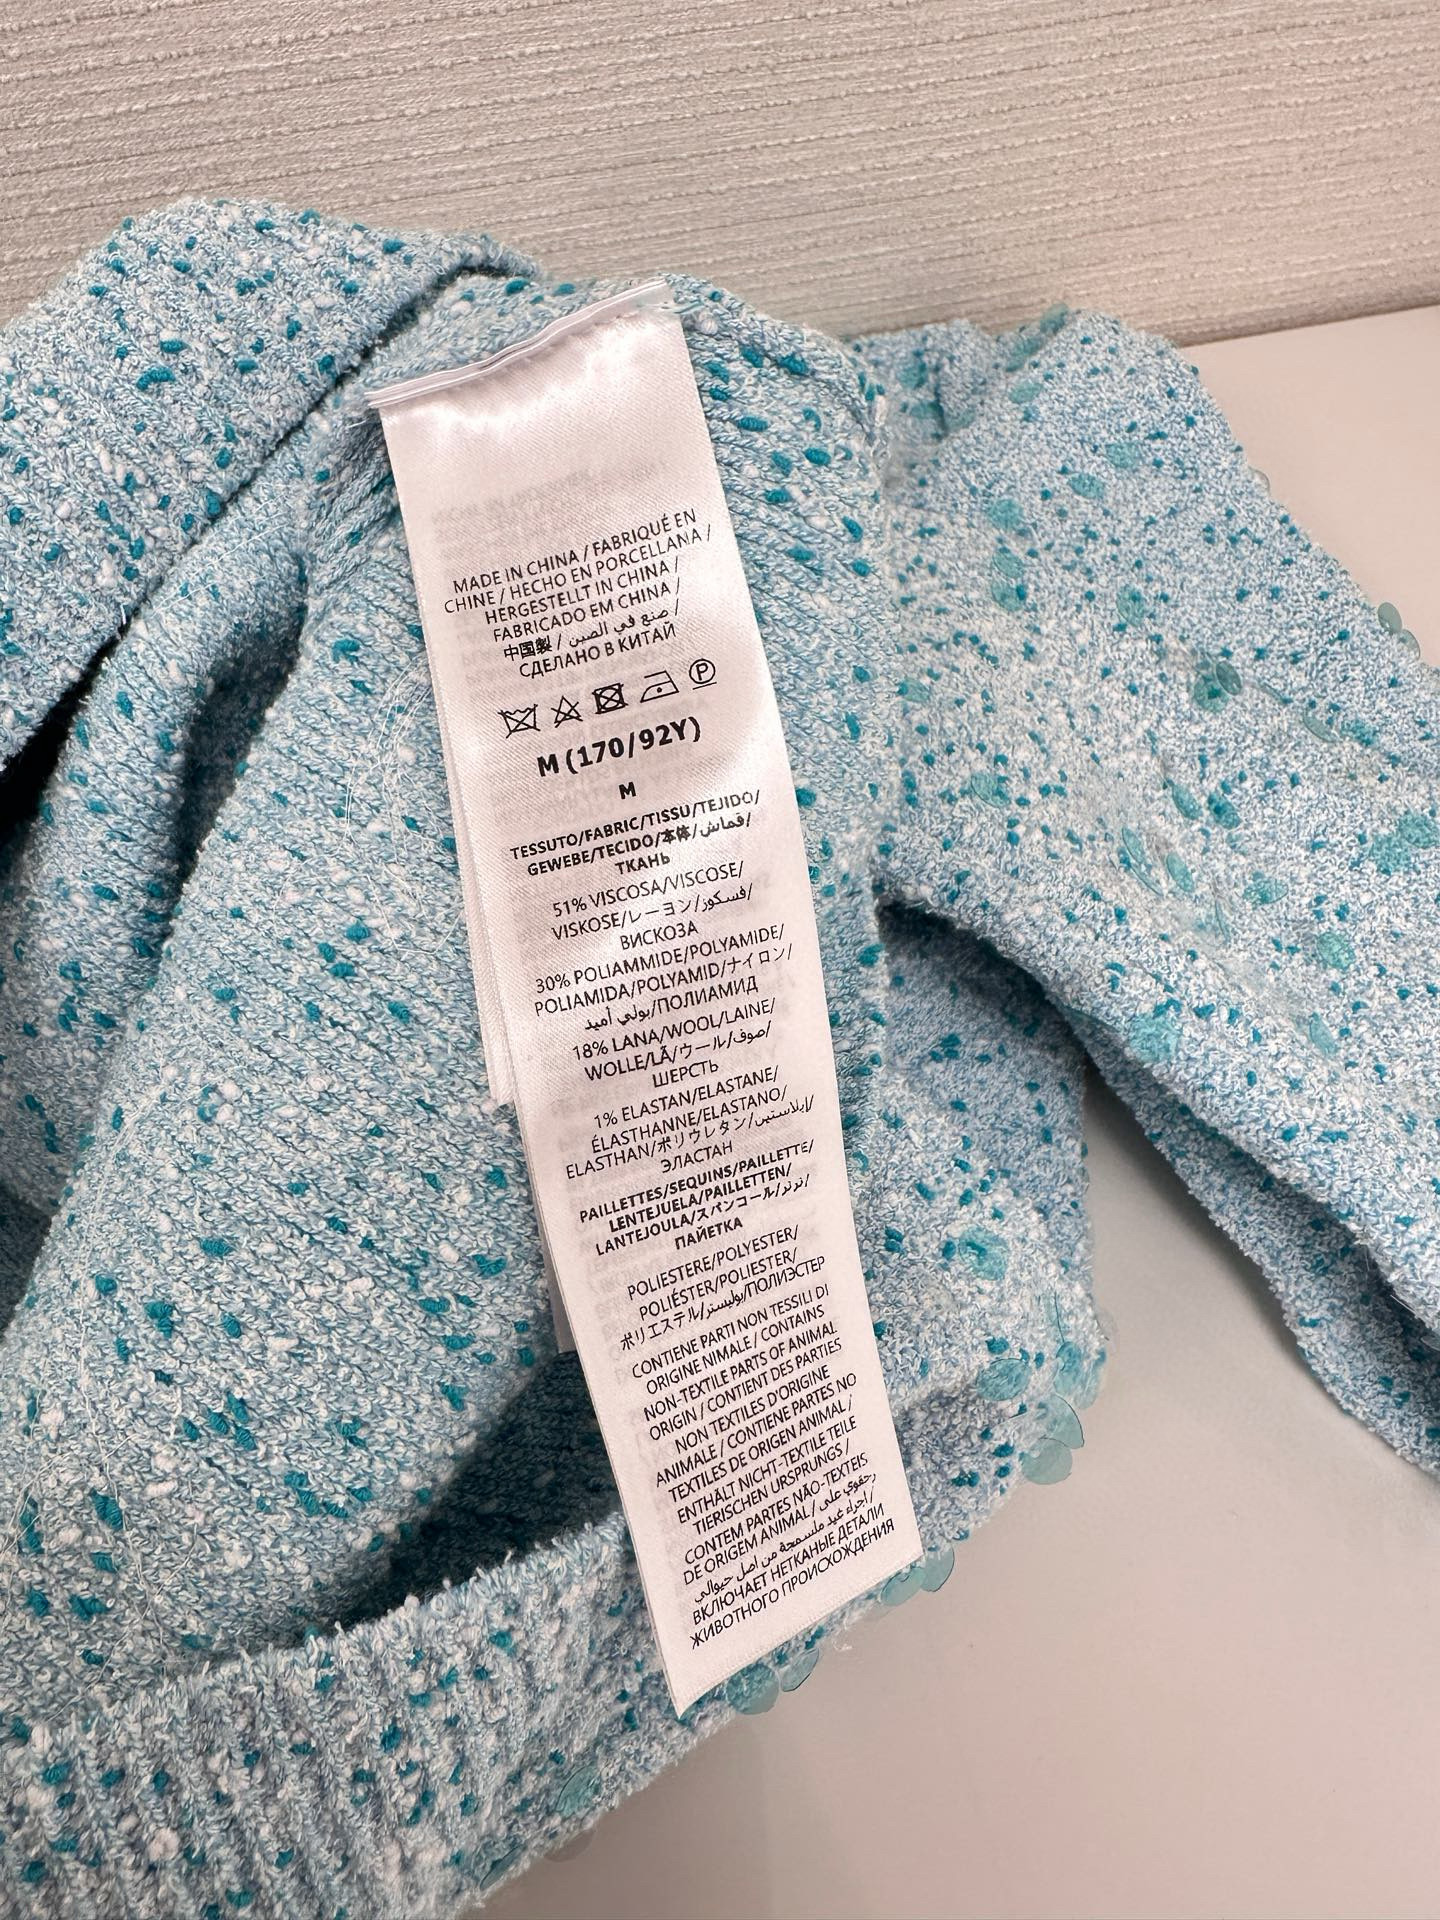 MADE IN CHINA / FABRIQUÉ EN
CHINE / HECHO EN PORCELLANA /
HERGESTELLT IN CHINA /
FABRICADO EM CHINA /
中国製 / صنع في الصين /
СДЕЛАНО В КИТАЙ
P
M (170/92Y)
M
TESSUTO/FABRIC/TISSU/TEJIDO/
GEWEBE/TECIDO/本体/قماش/
ТКАНЬ
51% VISCOSA/VISCOSE/
VISKOSE/レーヨン/فسكوز/
ВИСКОЗА
30% POLIAMMIDE/POLYAMIDE/
POLIAMIDA/POLYAMID/ナイロン/
بولي أميد/ПОЛИАМИД
18% LANA/WOOL/LAINE/
WOLLE/LÃ/ウール/صوف/
ШЕРСТЬ
1% ELASTAN/ELASTANE/
ÉLASTHANNE/ELASTANO/
ELASTHAN/ポリウレタン/إيلاستين/
ЭЛАСТАН
PAILLETTES/SEQUINS/PAILLETTE/
LENTEJUELA/PAILLETTEN/
LANTEJOULA/スパンコール/ترتر/
ПАЙЕТКА
POLIESTERE/POLYESTER/
POLIÉSTER/POLIESTER/
ポリエステル/بوليستر/ПОЛИЭСТЕР
CONTIENE PARTI NON TESSILI DI
ORIGINE NIMALE / CONTAINS
NON-TEXTILE PARTS OF ANIMAL
ORIGIN / CONTIENT DES PARTIES
NON TEXTILES D'ORIGINE
ANIMALE / CONTIENE PARTES NO
TEXTILES DE ORIGEN ANIMAL /
ENTHÄLT NICHT-TEXTILE TEILE
TIERISCHEN URSPRUNGS /
CONTEM PARTES NÃO-TEXTEIS
DE ORIGEM ANIMAL / على
من اصل حيواني /
ВКЛЮЧАЕТ НЕТКАНЫЕ ДЕТАЛИ
ЖИВОТНОГО ПРОИСХОЖДЕНИЯ